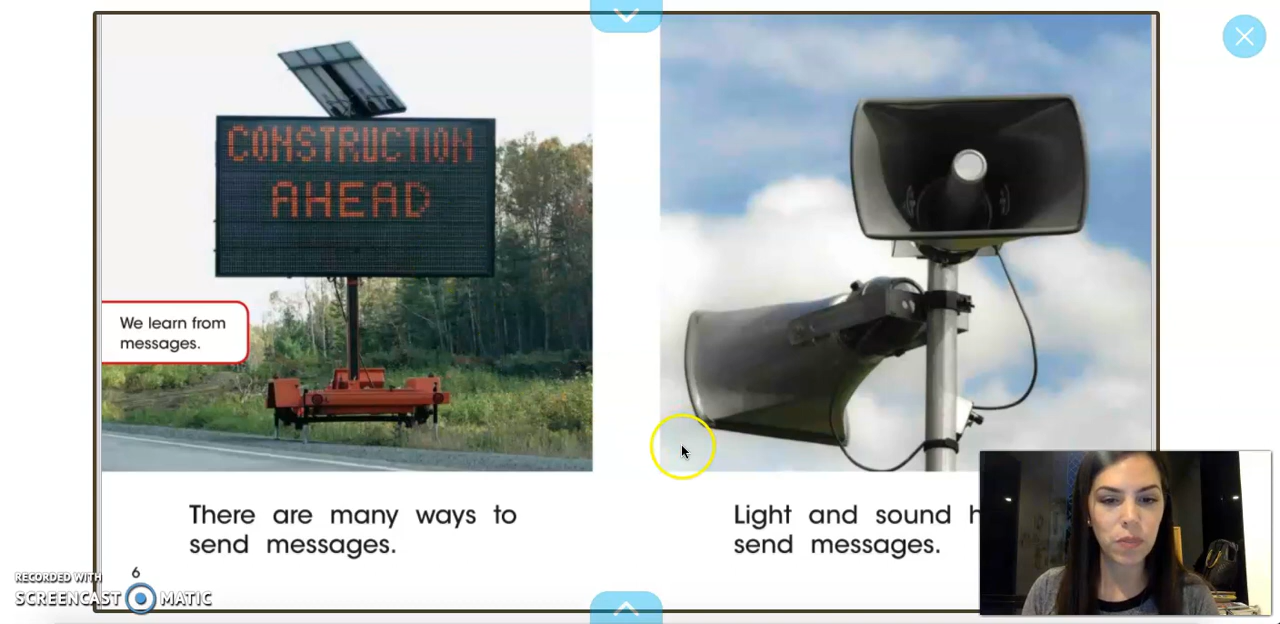 CONSTRUCTION
AHEAD
We learn from
messages.
There are many ways to
send messages.
6
Light and sound
send messages.
RECORDED WITH
SCREENCAST MATIC